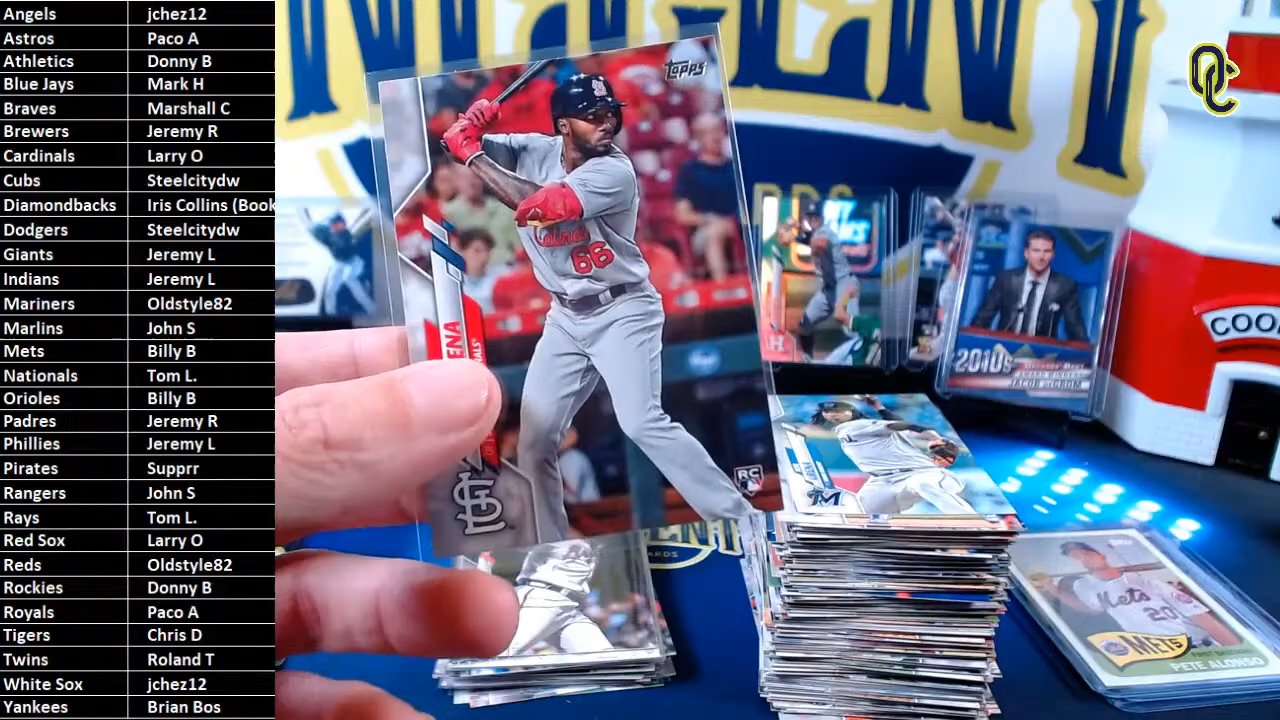 Angels jchez12
Astros Paco A
Athletics Donny B
Blue Jays Mark H
Braves Marshall C
Brewers Jeremy R
Cardinals Larry O
Cubs Steelcitydw
Diamondbacks Iris Collins (Book
Dodgers Steelcitydw
Giants Jeremy L
Indians Jeremy L
Mariners Oldstyle82
Marlins John S
Mets Billy B
Nationals Tom L.
Orioles Billy B
Padres Jeremy R
Phillies Jeremy L
Pirates Supprr
Rangers John S
Rays Tom L.
Red Sox Larry O
Reds Oldstyle82
Rockies Donny B
Royals Paco A
Tigers Chris D
Twins Roland T
White Sox jchez12
Yankees Brian Bos
OC
Topps
66
ENA
RC
STL
M
2010s
JACOB deGROM
COO
Mets
20
METS
PETE ALONSO